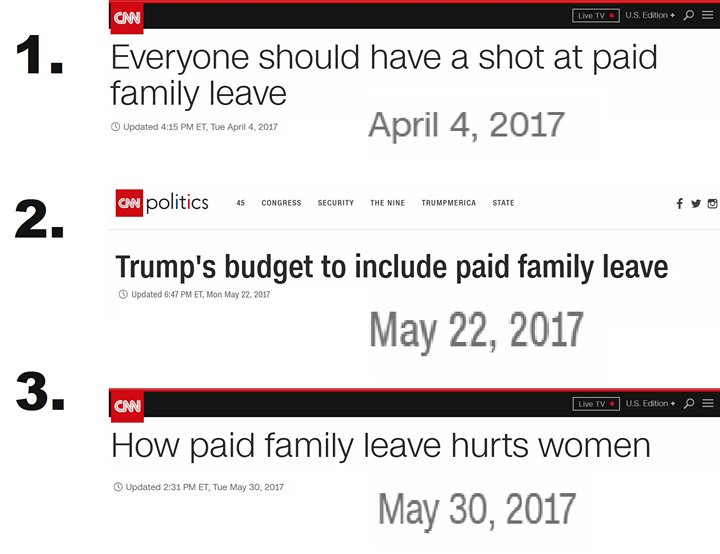 1.
CNN
Live TV U.S. Edition +
Everyone should have a shot at paid
family leave
Updated 4:15 PM ET, Tue April 4, 2017
April 4, 2017
2.
CNN politics 45 CONGRESS SECURITY THE NINE TRUMPMERICA STATE
Trump's budget to include paid family leave
Updated 6:47 PM ET, Mon May 22, 2017
May 22, 2017
3.
CNN
Live TV U.S. Edition +
How paid family leave hurts women
Updated 2:31 PM ET, Tue May 30, 2017
May 30, 2017